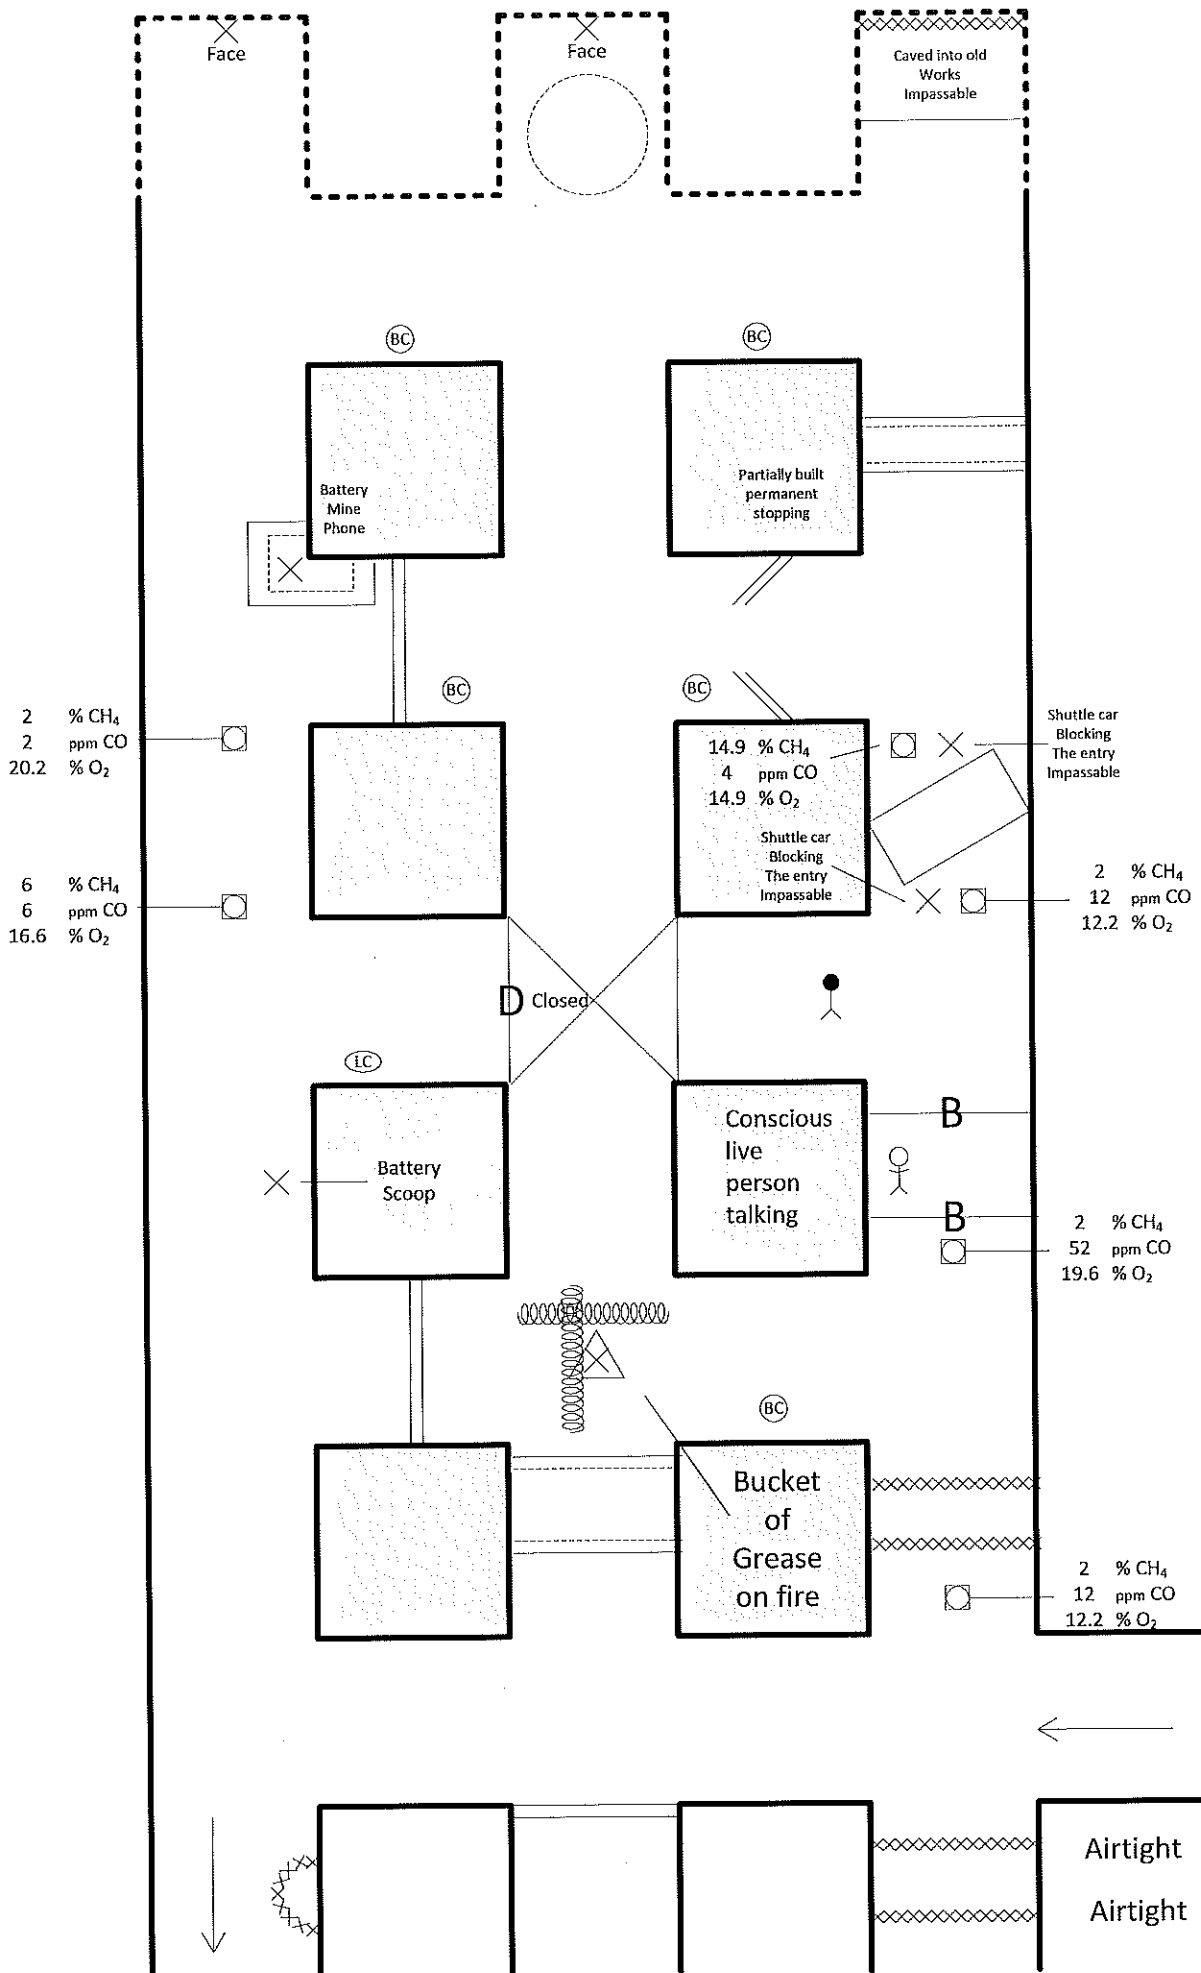 Face
Face
Caved into old
Works
Impassable
BC
BC
Battery
Mine
Phone
Partially built
permanent
stopping
BC
BC
2 % CH₄
2 ppm CO
20.2 % O₂
14.9 % CH₄
4 ppm CO
14.9 % O₂
Shuttle car
Blocking
The entry
Impassable
Shuttle car
Blocking
The entry
Impassable
6 % CH₄
6 ppm CO
16.6 % O₂
2 % CH₄
12 ppm CO
12.2 % O₂
D Closed
LC
Battery
Scoop
Conscious
live
person
talking
B
B
2 % CH₄
52 ppm CO
19.6 % O₂
BC
Bucket
of
Grease
on fire
2 % CH₄
12 ppm CO
12.2 % O₂
Airtight
Airtight